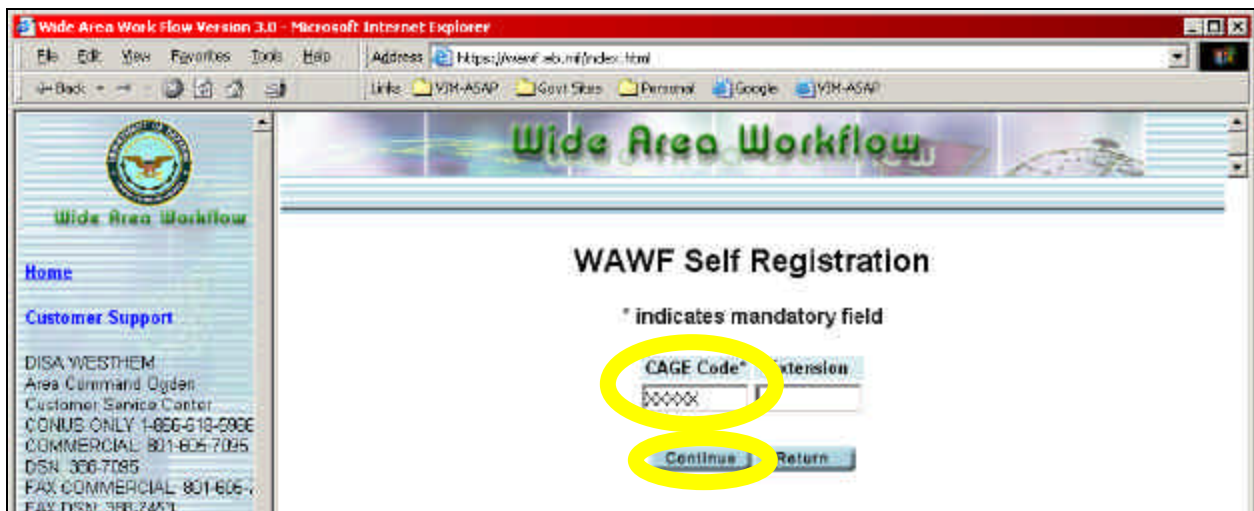 Wide Area Work Flow Version 3.0 - Microsoft Internet Explorer
File Edit View Favorites Tools Help Address https://wawf.eb.mil/index.html
Back Links VIM-ASAP Govt Sites Personal Google VIM-ASAP
Wide Area Workflow
Wide Area Workflow
Home
Customer Support
DISA WESTHEM
Area Command Ogden
Customer Service Center
CONUS ONLY 1-866-618-5988
COMMERCIAL: 801-605-7095
DSN: 388-7095
FAX COMMERCIAL: 801-605-
FAX DSN: 388-7453
WAWF Self Registration
* indicates mandatory field
CAGE Code* Extension
XXXXX
Continue Return